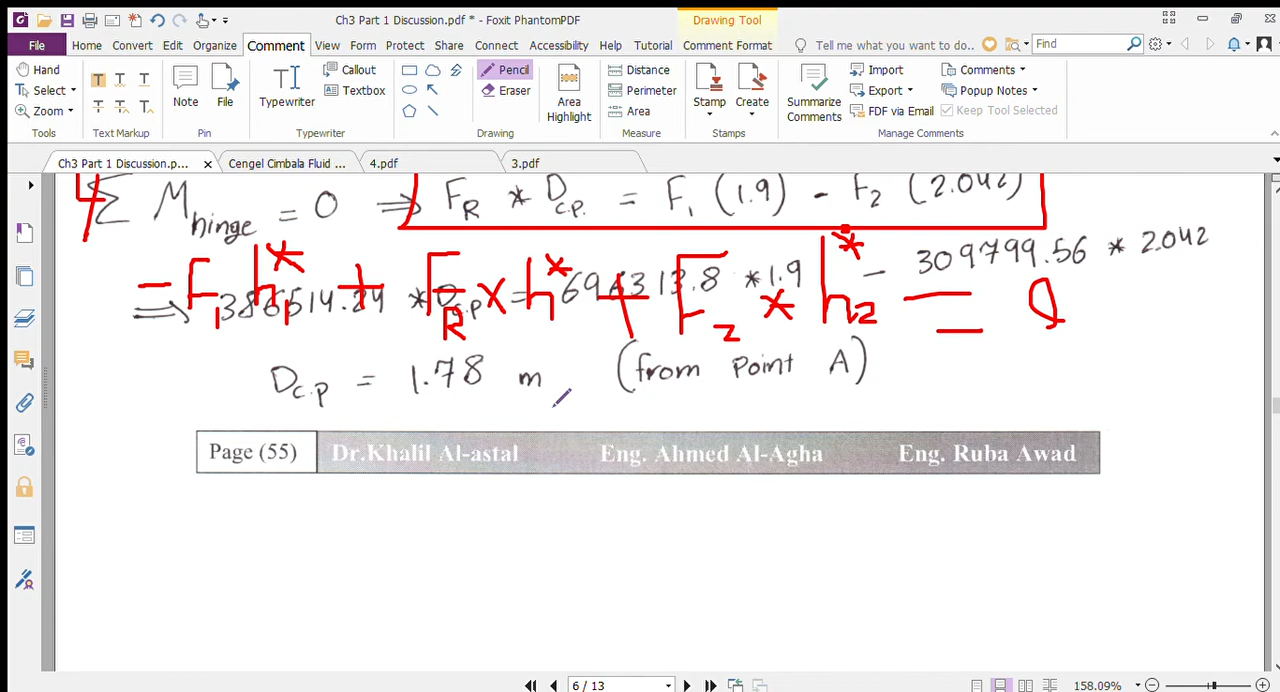 Ch3 Part 1 Discussion.pdf * - Foxit PhantomPDF
Drawing Tool
File Home Convert Edit Organize Comment View Form Protect Share Connect Accessibility Help Tutorial Comment Format Tell me what you want to do.. Find
Hand
Select
Zoom
Tools
Text Markup
Note
File
Pin
Typewriter
Callout
Textbox
Typewriter
Pencil
Eraser
Drawing
Area Highlight
Distance
Perimeter
Area
Measure
Stamp
Create
Stamps
Summarize Comments
Import
Export
FDF via Email
Comments
Popup Notes
Keep Tool Selected
Manage Comments
Ch3 Part 1 Discussion.p... × Cengel Cimbala Fluid ... 4.pdf 3.pdf
∑ M hinge = 0 ⇒ F_R * D_c.p. = F_1 (1.9) - F_2 (2.042)
- F_1 h_1^* + F_R × h^* + F_2 * h_2^* =
⇒ 386514.24 * D_c.p = 694313.8 * 1.9 - 309799.56 * 2.042
D_c.p = 1.78 m (from point A)
Page (55) Dr.Khalil Al-astal Eng. Ahmed Al-Agha Eng. Ruba Awad
6 / 13
158.09%